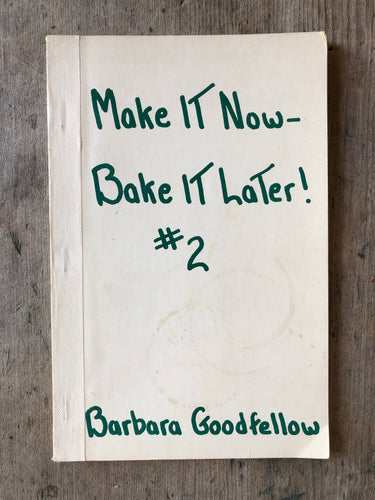 Make IT Now-
Bake IT LaTer!
#2
Barbara Goodfellow